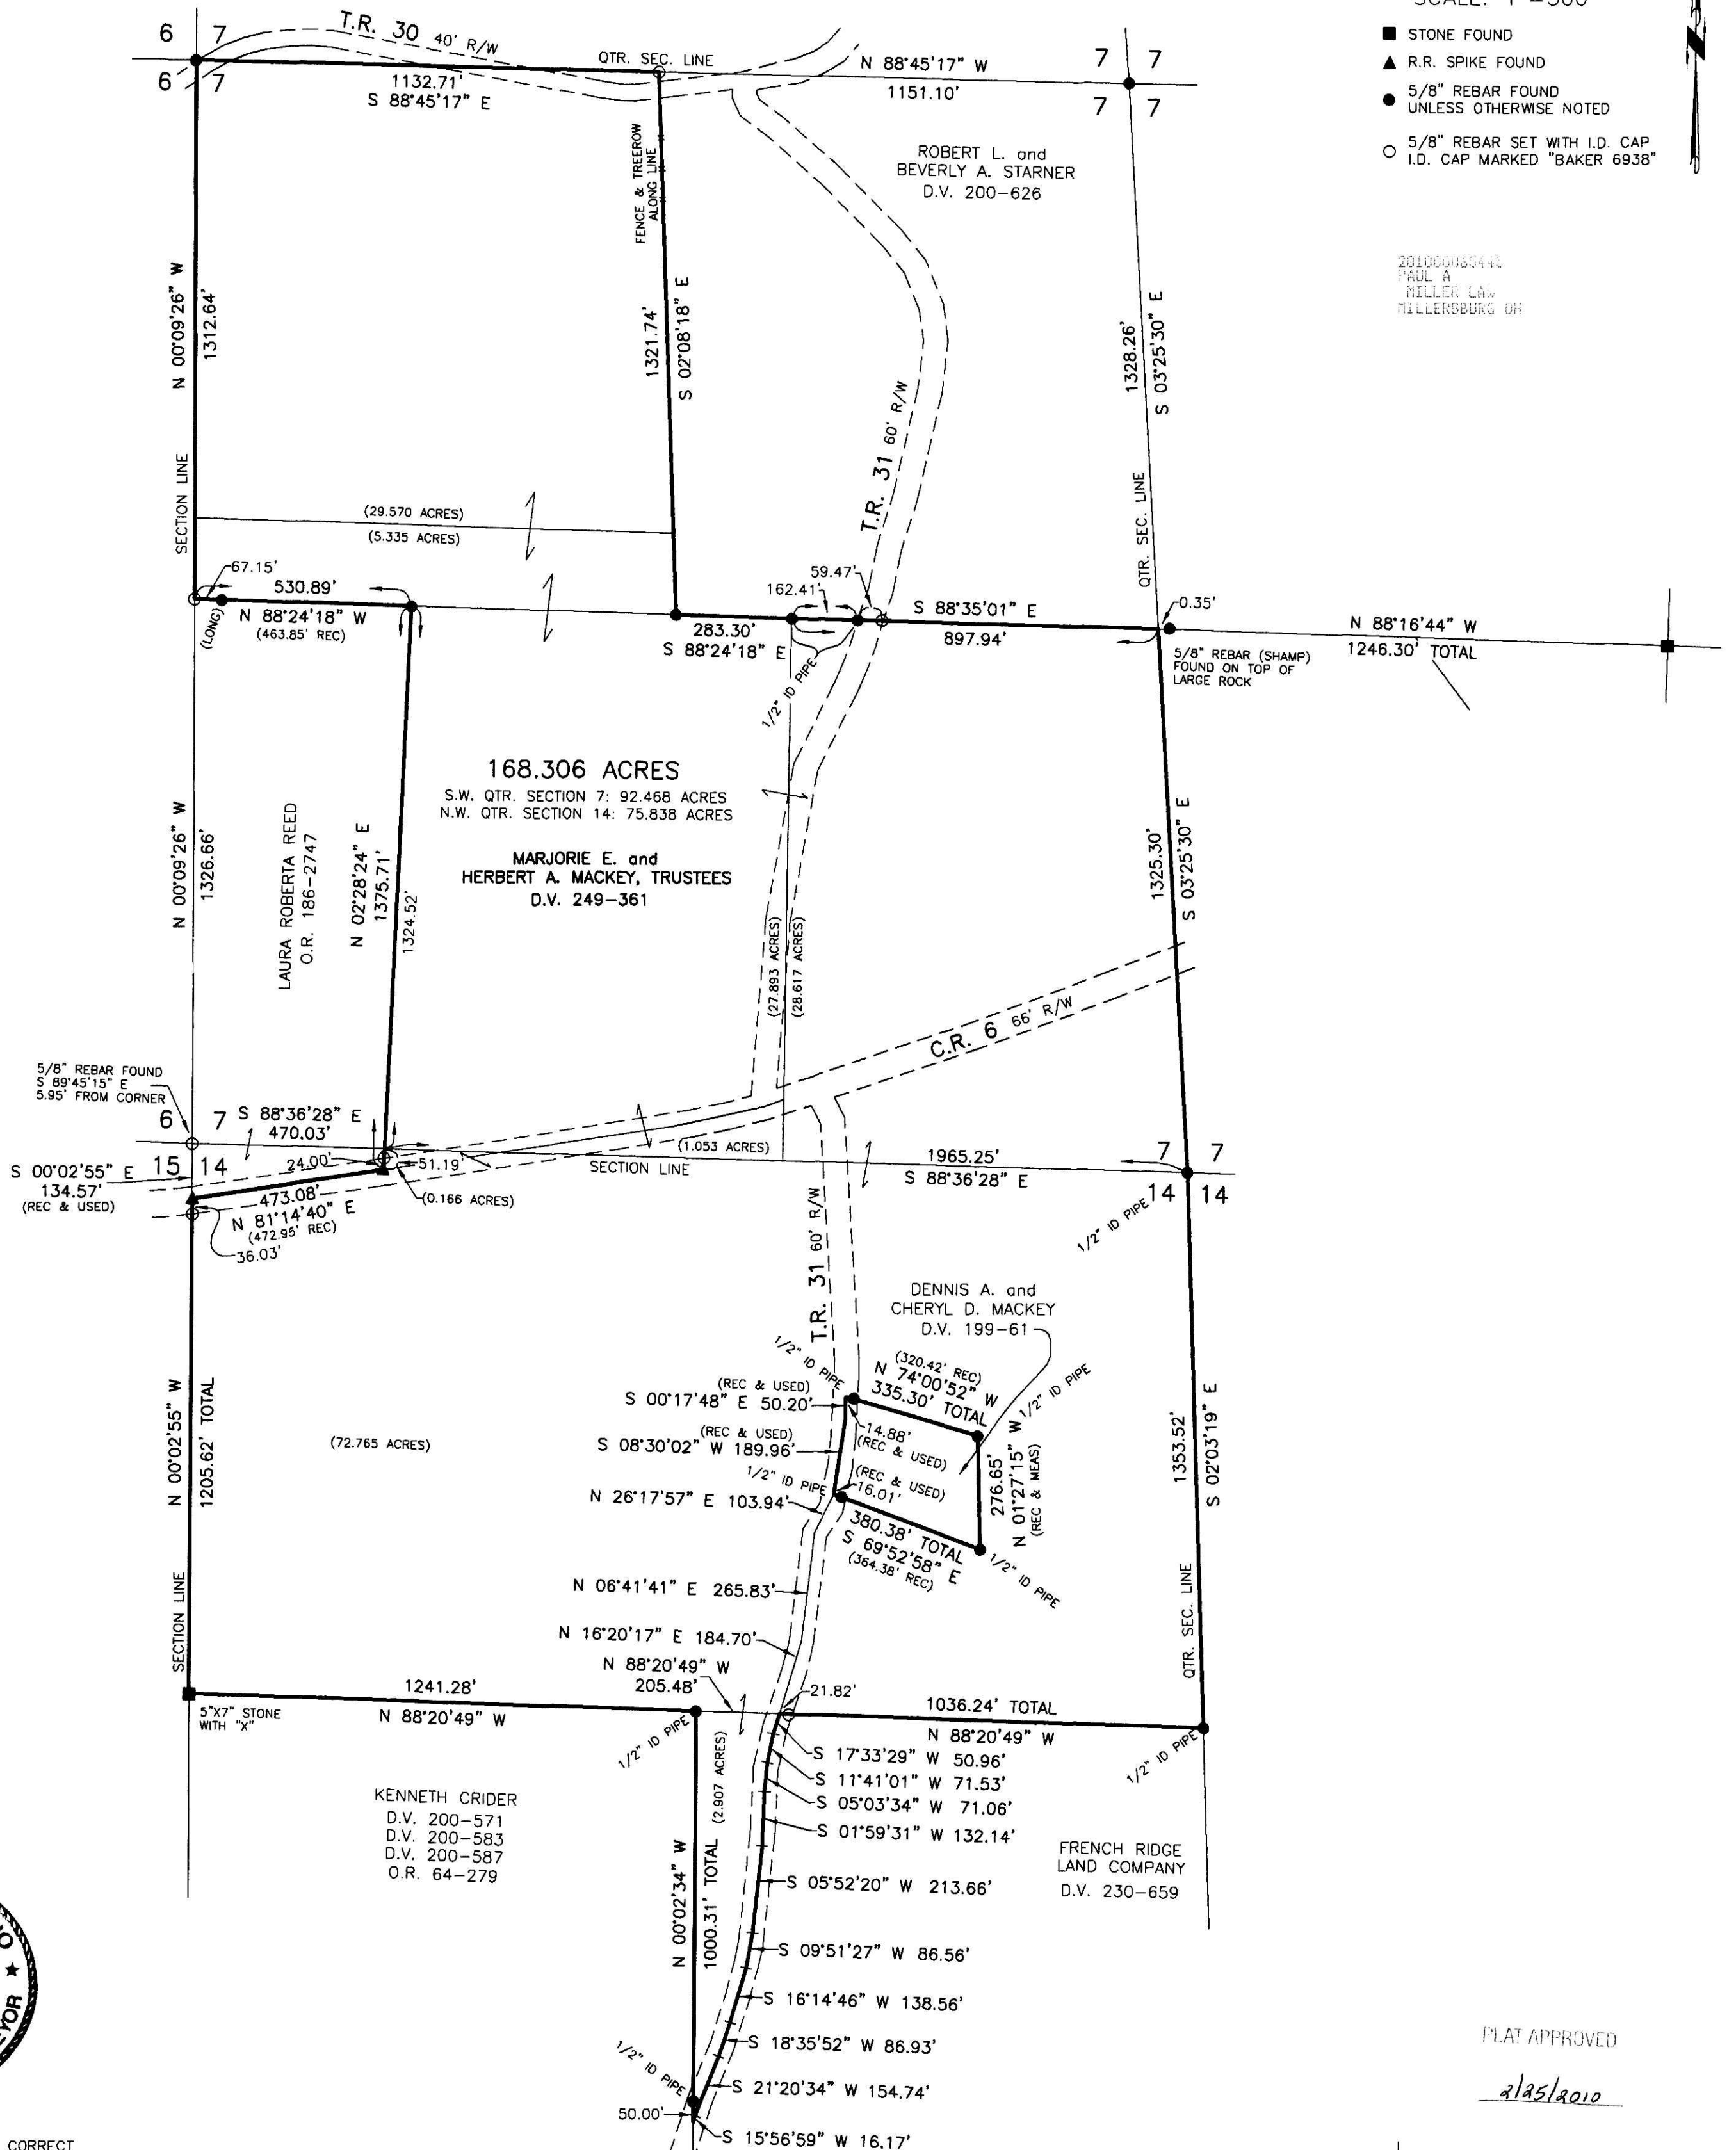 SCALE: 1"=300'
■ STONE FOUND
▲ R.R. SPIKE FOUND
● 5/8" REBAR FOUND
UNLESS OTHERWISE NOTED
○ 5/8" REBAR SET WITH I.D. CAP
I.D. CAP MARKED "BAKER 6938"
N
PAUL A
MILLER LAW
MILLERSBURG OH
6 7
6 7
T.R. 30 40' R/W
QTR. SEC. LINE
1132.71'
S 88°45'17" E
N 88°45'17" W
1151.10'
7 7
7 7
ROBERT L. and
BEVERLY A. STARNER
D.V. 200-626
FENCE & TREEROW
ALONG LINE
N 00°09'26" W
1312.64'
SECTION LINE
1321.74'
S 02°08'18" E
1328.26'
S 03°25'30" E
QTR. SEC. LINE
T.R. 31 60' R/W
(29.570 ACRES)
(5.335 ACRES)
67.15'
530.89'
N 88°24'18" W
(463.85' REC)
(LONG)
283.30'
S 88°24'18" E
162.41'
59.47'
1/2" ID PIPE
S 88°35'01" E
897.94'
0.35'
5/8" REBAR (SHAMP)
FOUND ON TOP OF
LARGE ROCK
N 88°16'44" W
1246.30' TOTAL
168.306 ACRES
S.W. QTR. SECTION 7: 92.468 ACRES
N.W. QTR. SECTION 14: 75.838 ACRES
MARJORIE E. and
HERBERT A. MACKEY, TRUSTEES
D.V. 249-361
N 00°09'26" W
1326.66'
LAURA ROBERTA REED
O.R. 186-2747
N 02°28'24" E
1375.71'
1324.52'
(27.893 ACRES)
(28.617 ACRES)
1325.30'
S 03°25'30" E
C.R. 6 66' R/W
5/8" REBAR FOUND
S 89°45'15" E
5.95' FROM CORNER
6 7
15 14
S 88°36'28" E
470.03'
24.00'
51.19'
(0.166 ACRES)
(1.053 ACRES)
SECTION LINE
1965.25'
S 88°36'28" E
7 7
14 14
1/2" ID PIPE
S 00°02'55" E
134.57'
(REC & USED)
473.08'
N 81°14'40" E
(472.95' REC)
36.03'
T.R. 31 60' R/W
DENNIS A. and
CHERYL D. MACKEY
D.V. 199-61
1/2" ID PIPE
(320.42' REC)
N 74°00'52" W
335.30' TOTAL
1/2" ID PIPE
(REC & USED)
S 00°17'48" E 50.20'
14.88'
(REC & USED)
(REC & USED)
S 08°30'02" W 189.96'
1/2" ID PIPE
(REC & USED)
16.01'
276.65'
N 01°27'15" W
(REC & MEAS)
380.38' TOTAL
S 69°52'58" E
(364.38' REC)
1/2" ID PIPE
N 26°17'57" E 103.94'
N 06°41'41" E 265.83'
N 16°20'17" E 184.70'
N 00°02'55" W
1205.62' TOTAL
SECTION LINE
(72.765 ACRES)
1353.52'
S 02°03'19" E
QTR. SEC. LINE
5"X7" STONE
WITH "X"
1241.28'
N 88°20'49" W
N 88°20'49" W
205.48'
21.82'
1/2" ID PIPE
1036.24' TOTAL
N 88°20'49" W
1/2" ID PIPE
S 17°33'29" W 50.96'
S 11°41'01" W 71.53'
S 05°03'34" W 71.06'
S 01°59'31" W 132.14'
S 05°52'20" W 213.66'
S 09°51'27" W 86.56'
S 16°14'46" W 138.56'
S 18°35'52" W 86.93'
S 21°20'34" W 154.74'
S 15°56'59" W 16.17'
KENNETH CRIDER
D.V. 200-571
D.V. 200-583
D.V. 200-587
O.R. 64-279
N 00°02'34" W
1000.31' TOTAL
(2.907 ACRES)
FRENCH RIDGE
LAND COMPANY
D.V. 230-659
1/2" ID PIPE
50.00'
PLAT APPROVED
2/25/2010
CORRECT